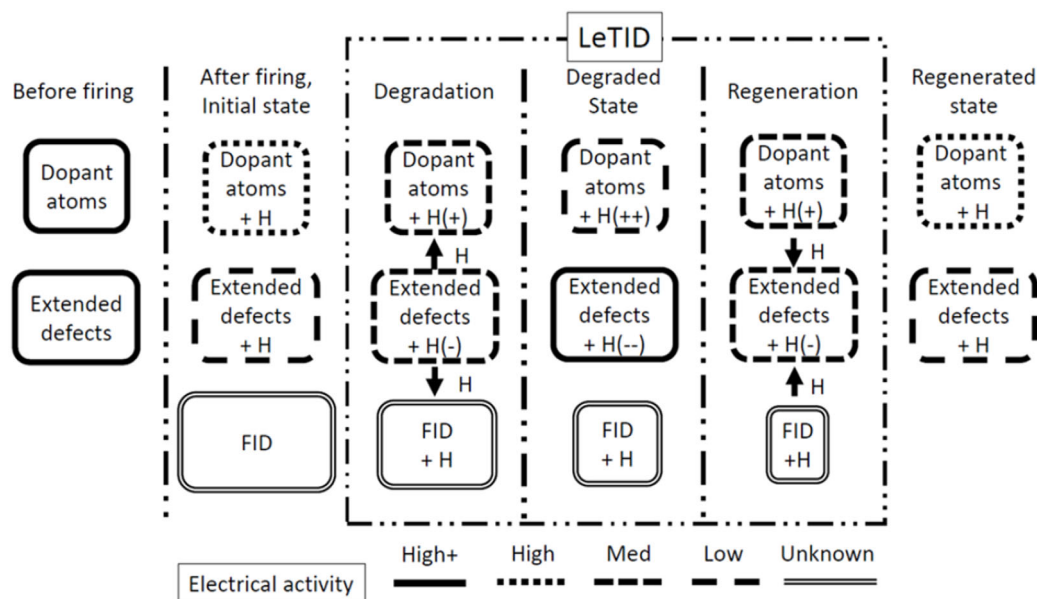 LeTID
Before firing
After firing,
Initial state
Degradation
Degraded
State
Regeneration
Regenerated
state
Dopant
atoms
Dopant
atoms
+ H
Dopant
atoms
+ H(+)
Dopant
atoms
+ H(++)
Dopant
atoms
+ H(+)
Dopant
atoms
+ H
H
H
Extended
defects
Extended
defects
+ H
Extended
defects
+ H(-)
Extended
defects
+ H(--)
Extended
defects
+ H(-)
Extended
defects
+ H
H
H
FID
FID
+ H
FID
+ H
FID
+H
Electrical activity
High+
High
Med
Low
Unknown